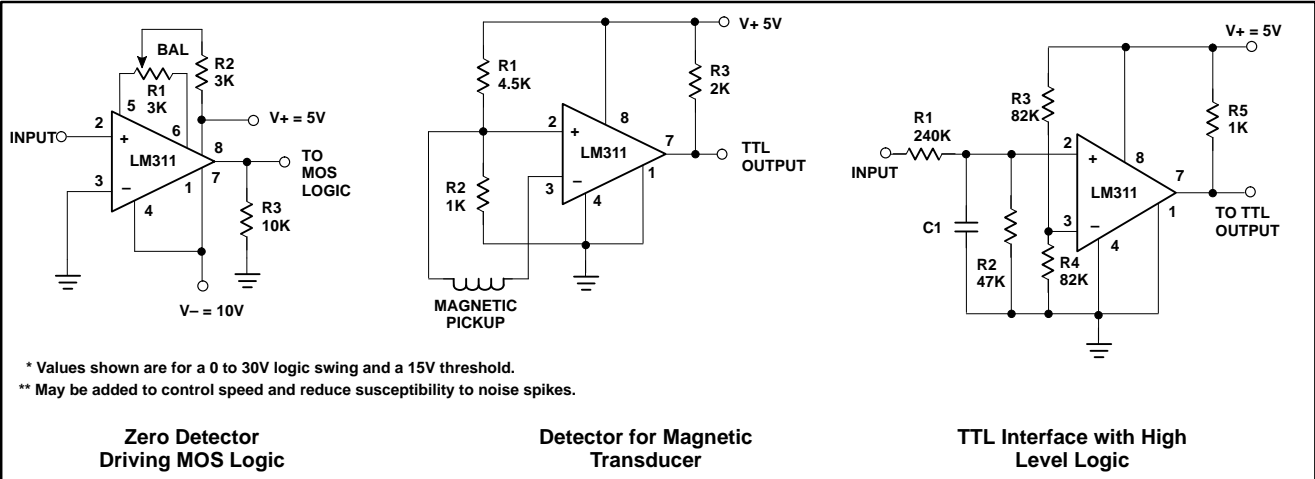 BAL
R1
3K
R2
3K
5
6
V+ = 5V
INPUT
2
+
LM311
8
7
TO
MOS
LOGIC
3
–
1
4
R3
10K
V– = 10V
V+ 5V
R1
4.5K
R3
2K
8
2
+
LM311
7
TTL
OUTPUT
R2
1K
3
–
1
4
MAGNETIC
PICKUP
V+ = 5V
R3
82K
R5
1K
R1
240K
INPUT
2
+
8
LM311
7
C1
3
–
1
TO TTL
OUTPUT
4
R2
47K
R4
82K
* Values shown are for a 0 to 30V logic swing and a 15V threshold.
** May be added to control speed and reduce susceptibility to noise spikes.
Zero Detector
Driving MOS Logic
Detector for Magnetic
Transducer
TTL Interface with High
Level Logic